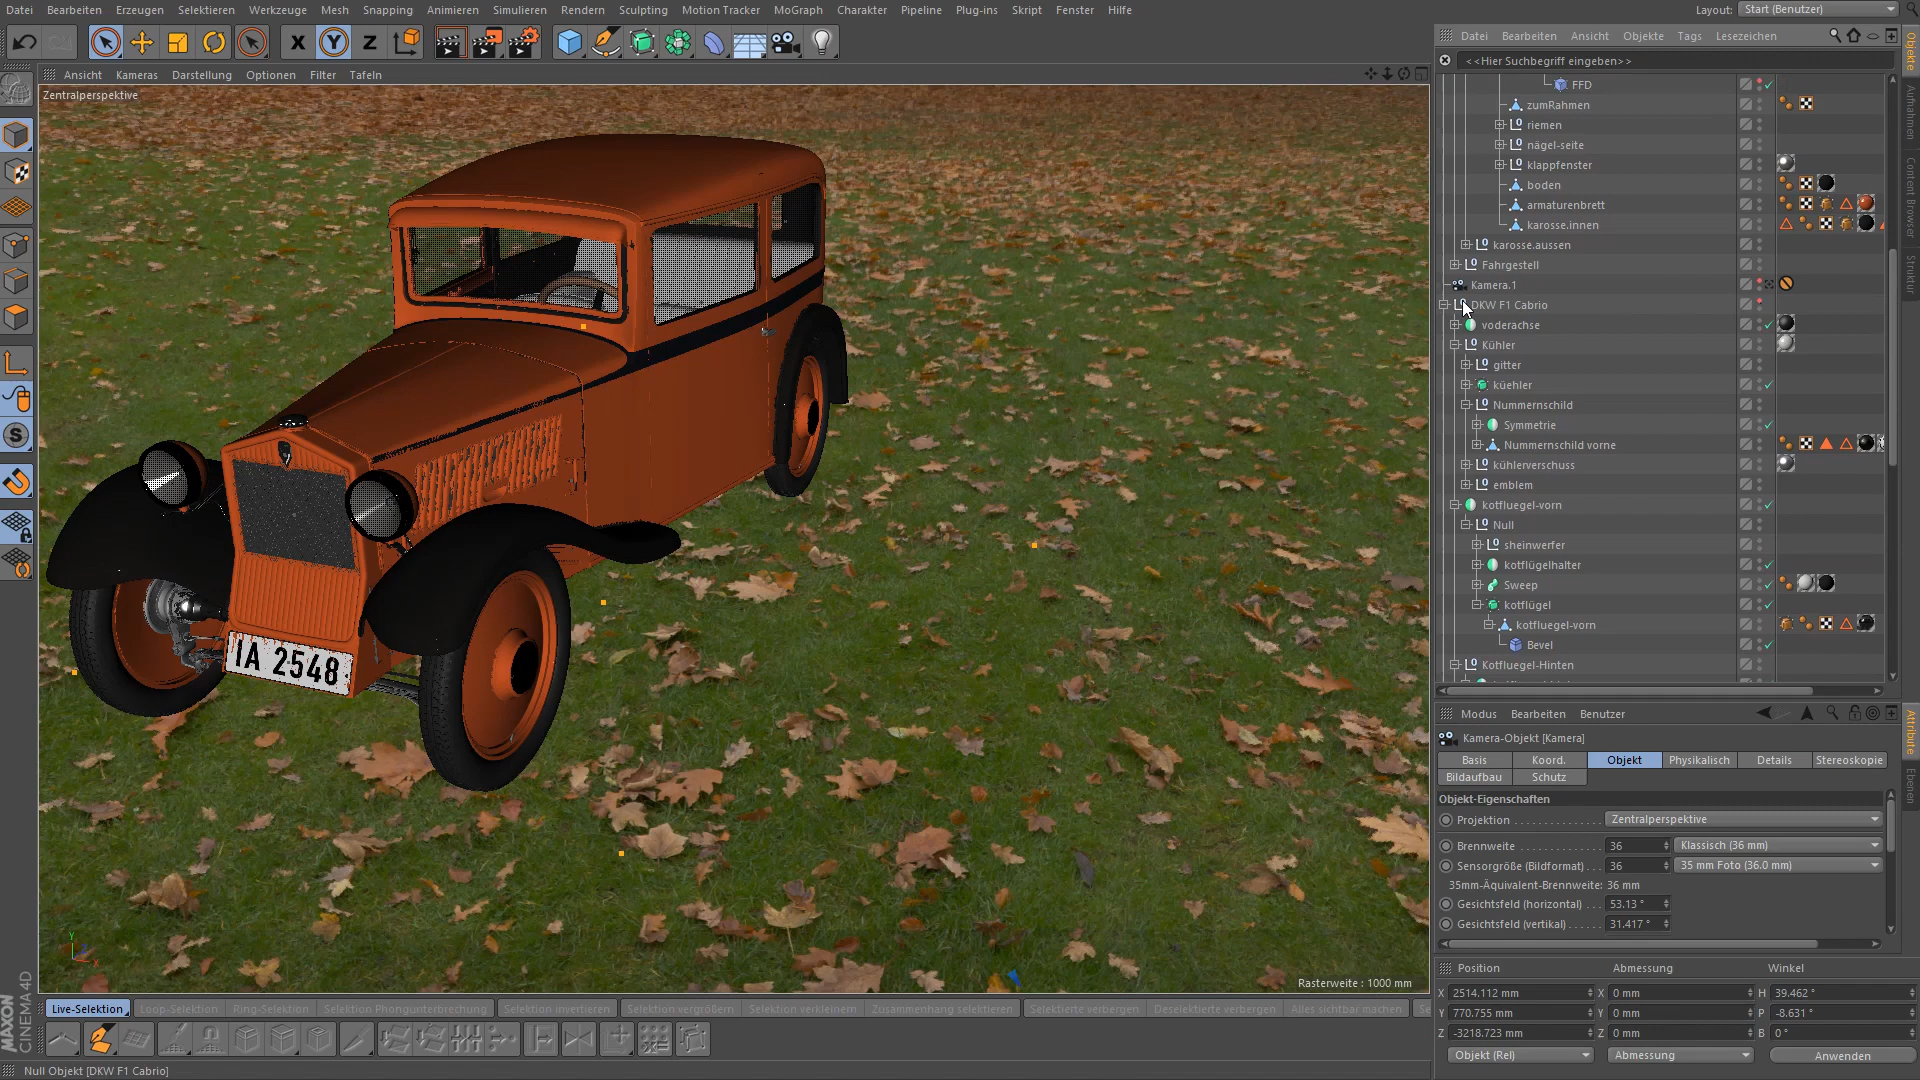 Datei Bearbeiten Erzeugen Selektieren Werkzeuge Mesh Snapping Animieren Simulieren Rendern Sculpting Motion Tracker MoGraph Charakter Pipeline Plug-ins Skript Fenster Hilfe
Layout: Start (Benutzer)
X Y Z
Datei Bearbeiten Ansicht Objekte Tags Lesezeichen
<<Hier Suchbegriff eingeben>>
Ansicht Kameras Darstellung Optionen Filter Tafeln
Zentralperspektive
FFD
zumRahmen
riemen
nägel-seite
klappfenster
boden
armaturenbrett
karosse.innen
karosse.aussen
Fahrgestell
Kamera.1
DKW F1 Cabrio
voderachse
Kühler
gitter
küehler
Nummernschild
Symmetrie
Nummernschild vorne
kühlerverschuss
emblem
kotfluegel-vorn
Null
sheinwerfer
kotflügelhalter
Sweep
kotflügel
kotfluegel-vorn
Bevel
Kotfluegel-Hinten
Objekte
Aufnahmen
Content Browser
Struktur
IA 2548
Modus Bearbeiten Benutzer
Kamera-Objekt [Kamera]
Basis Koord. Objekt Physikalisch Details Stereoskopie
Bildaufbau Schutz
Objekt-Eigenschaften
Projektion Zentralperspektive
Brennweite 36 Klassisch (36 mm)
Sensorgröße (Bildformat) 36 35 mm Foto (36.0 mm)
35mm-Äquivalent-Brennweite: 36 mm
Gesichtsfeld (horizontal) 53.13 °
Gesichtsfeld (vertikal) 31.417 °
Attribute
Ebenen
Y
X
Rasterweite : 1000 mm
Position Abmessung Winkel
X 2514.112 mm X 0 mm H 39.462 °
Y 770.755 mm Y 0 mm P -8.631 °
Z -3218.723 mm Z 0 mm B 0 °
Objekt (Rel) Abmessung Anwenden
Live-Selektion Loop-Selektion Ring-Selektion Selektion Phongunterbrechung Selektion invertieren Selektion vergrößern Selektion verkleinern Zusammenhang selektieren Selektierte verbergen Deselektierte verbergen Alles sichtbar machen Se
MAXON
CINEMA 4D
Null Objekt [DKW F1 Cabrio]